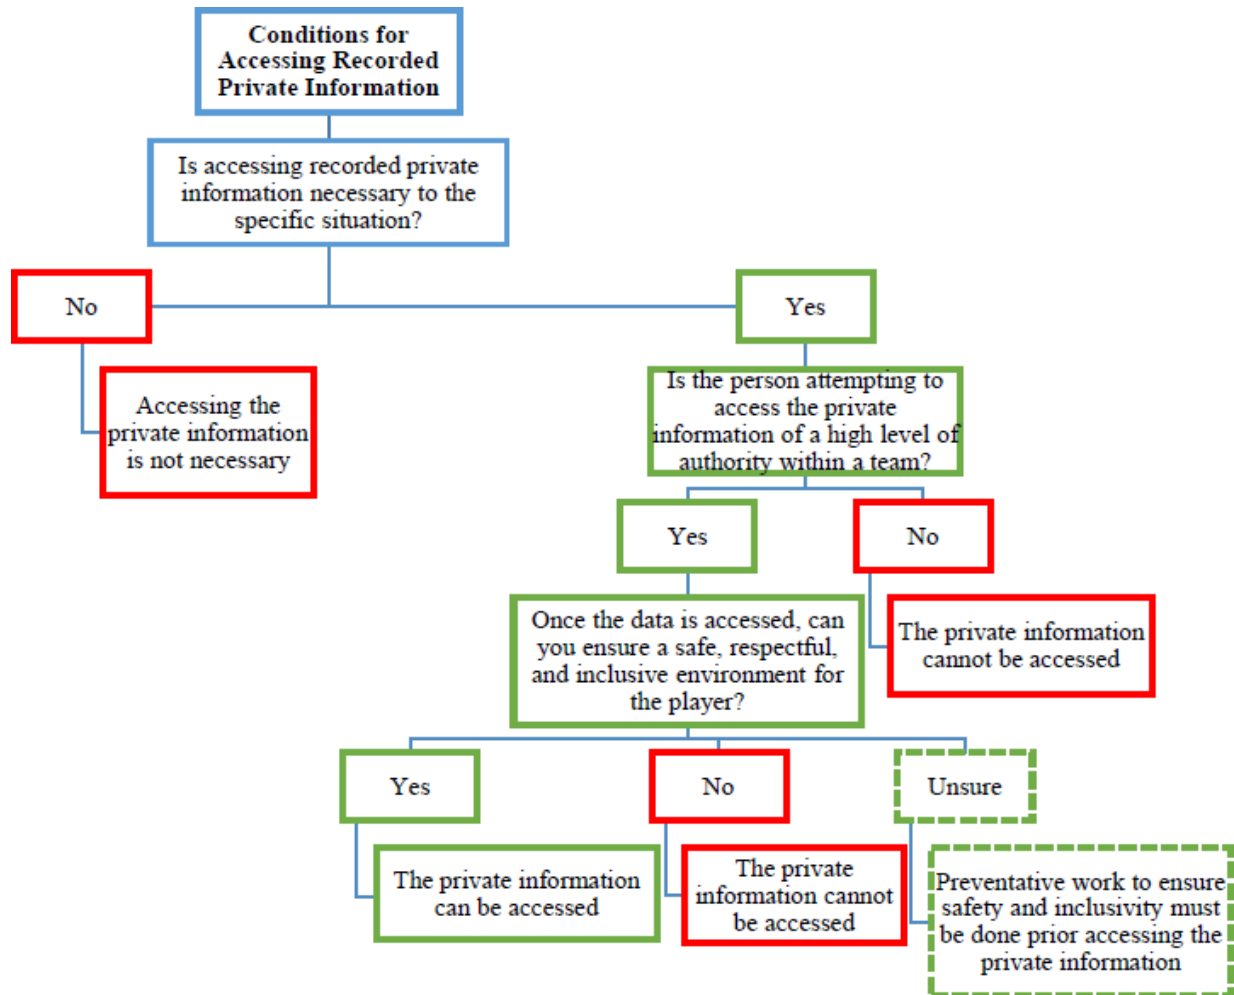 Conditions for
Accessing Recorded
Private Information
Is accessing recorded private
information necessary to the
specific situation?
No
Yes
Accessing the
private information
is not necessary
Is the person attempting to
access the private
information of a high level of
authority within a team?
Yes
No
Once the data is accessed, can
you ensure a safe, respectful,
and inclusive environment for
the player?
The private information
cannot be accessed
Yes
No
Unsure
The private information
can be accessed
The private
information cannot
be accessed
Preventative work to ensure
safety and inclusivity must
be done prior accessing the
private information